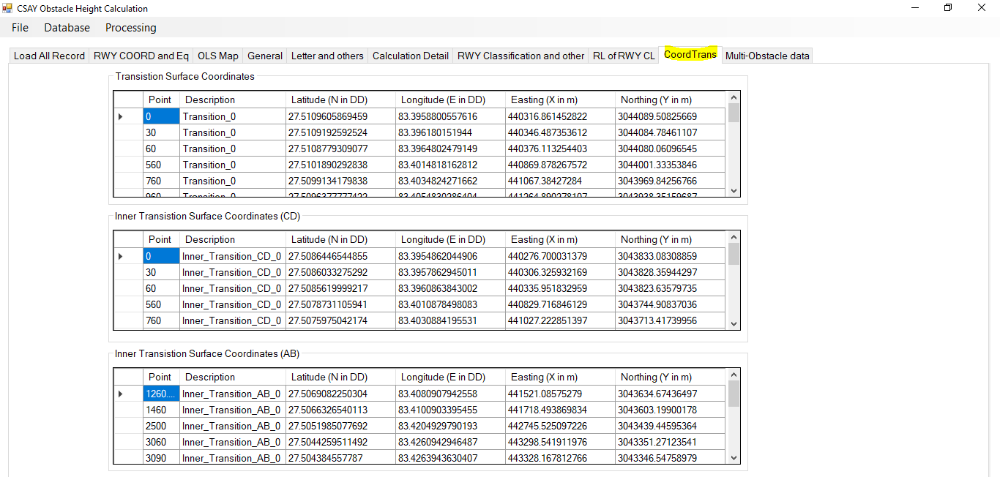 CSAY Obstacle Height Calculation
File Database Processing
Load All Record RWY COORD and Eq OLS Map General Letter and others Calculation Detail RWY Classification and other RL of RWY CL CoordTrans Multi-Obstacle data
Transistion Surface Coordinates
Point Description Latitude (N in DD) Longitude (E in DD) Easting (X in m) Northing (Y in m)
0 Transition_0 27.5109605869459 83.3958800557616 440316.861452822 3044089.50825669
30 Transition_0 27.5109192592524 83.396180151944 440346.487353612 3044084.78461107
60 Transition_0 27.5108779309077 83.3964802479149 440376.113254403 3044080.06096545
560 Transition_0 27.5101890292838 83.4014818162812 440869.878267572 3044001.33353846
760 Transition_0 27.5099134179838 83.4034824271662 441067.38427284 3043969.84256766
960 Transition_0 27.5096377777422 83.4054830286404 441264.890278107 3043938.35159687
Inner Transistion Surface Coordinates (CD)
Point Description Latitude (N in DD) Longitude (E in DD) Easting (X in m) Northing (Y in m)
0 Inner_Transition_CD_0 27.5086446544855 83.3954862044906 440276.700031379 3043833.08308859
30 Inner_Transition_CD_0 27.5086033275292 83.3957862945011 440306.325932169 3043828.35944297
60 Inner_Transition_CD_0 27.5085619999217 83.3960863843002 440335.951832959 3043823.63579735
560 Inner_Transition_CD_0 27.5078731105941 83.4010878498083 440829.716846129 3043744.90837036
760 Inner_Transition_CD_0 27.5075975042174 83.4030884195531 441027.222851397 3043713.41739956
Inner Transistion Surface Coordinates (AB)
Point Description Latitude (N in DD) Longitude (E in DD) Easting (X in m) Northing (Y in m)
1260.... Inner_Transition_AB_0 27.5069082250304 83.4080907942558 441521.08575279 3043634.67436497
1460 Inner_Transition_AB_0 27.5066326540113 83.4100903395455 441718.493869834 3043603.19900178
2500 Inner_Transition_AB_0 27.5051985077692 83.4204929790193 442745.525097226 3043439.44595364
3060 Inner_Transition_AB_0 27.5044259511492 83.4260942946487 443298.541911976 3043351.27123541
3090 Inner_Transition_AB_0 27.504384557787 83.4263943630407 443328.167812766 3043346.54758979